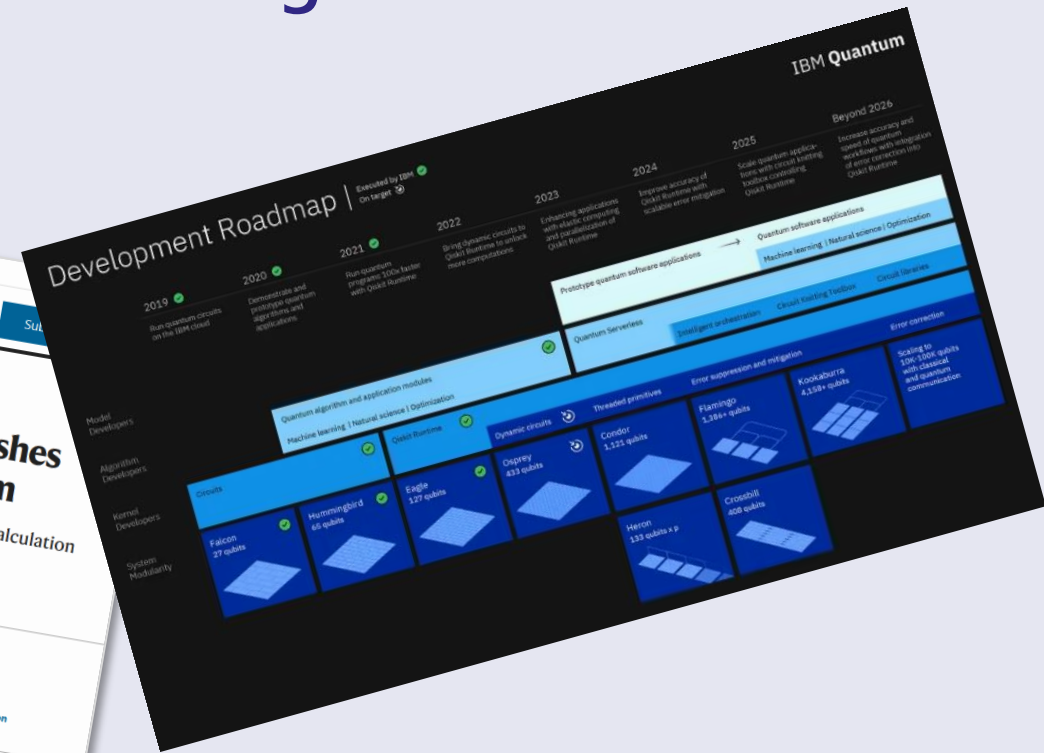 IBM Quantum
Development Roadmap
Executed by IBM
On target
2019
Run quantum circuits
on the IBM cloud
2020
Demonstrate and
prototype quantum
algorithms and
applications
2021
Run quantum
programs 100x faster
with Qiskit Runtime
2022
Bring dynamic circuits to
Qiskit Runtime to unlock
more computations
2023
Enhancing applications
with elastic computing
and parallelization of
Qiskit Runtime
2024
Improve accuracy of
Qiskit Runtime with
scalable error mitigation
2025
Scale quantum applica-
tions with circuit knitting
toolbox controlling
Qiskit Runtime
Beyond 2026
Increase accuracy and
speed of quantum
workflows with integration
of error correction into
Qiskit Runtime
Model
Developers
Prototype quantum software applications
Quantum software applications
Machine learning | Natural science | Optimization
Algorithm
Developers
Quantum algorithm and application modules
Machine learning | Natural science | Optimization
Quantum Serverless
Intelligent orchestration
Circuit Knitting Toolbox
Circuit libraries
Kernel
Developers
Circuits
Qiskit Runtime
Dynamic circuits
Threaded primitives
Error suppression and mitigation
Error correction
System
Modularity
Falcon
27 qubits
Hummingbird
65 qubits
Eagle
127 qubits
Osprey
433 qubits
Condor
1,121 qubits
Flamingo
1,386+ qubits
Kookaburra
4,158+ qubits
Scaling to
10K-100K qubits
with classical
and quantum
communication
Heron
133 qubits x p
Crossbill
408 qubits
shes
alculation